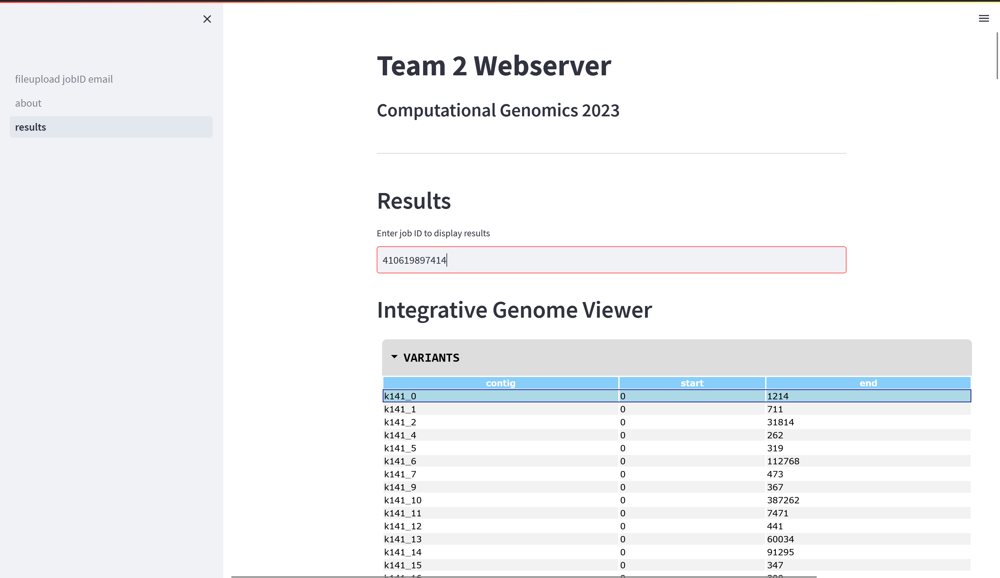 fileupload jobID email
about
results
Team 2 Webserver
Computational Genomics 2023
Results
Enter job ID to display results
410619897414
Integrative Genome Viewer
VARIANTS
contig start end
k141_0 0 1214
k141_1 0 711
k141_2 0 31814
k141_4 0 262
k141_5 0 319
k141_6 0 112768
k141_7 0 473
k141_9 0 367
k141_10 0 387262
k141_11 0 7471
k141_12 0 441
k141_13 0 60034
k141_14 0 91295
k141_15 0 347